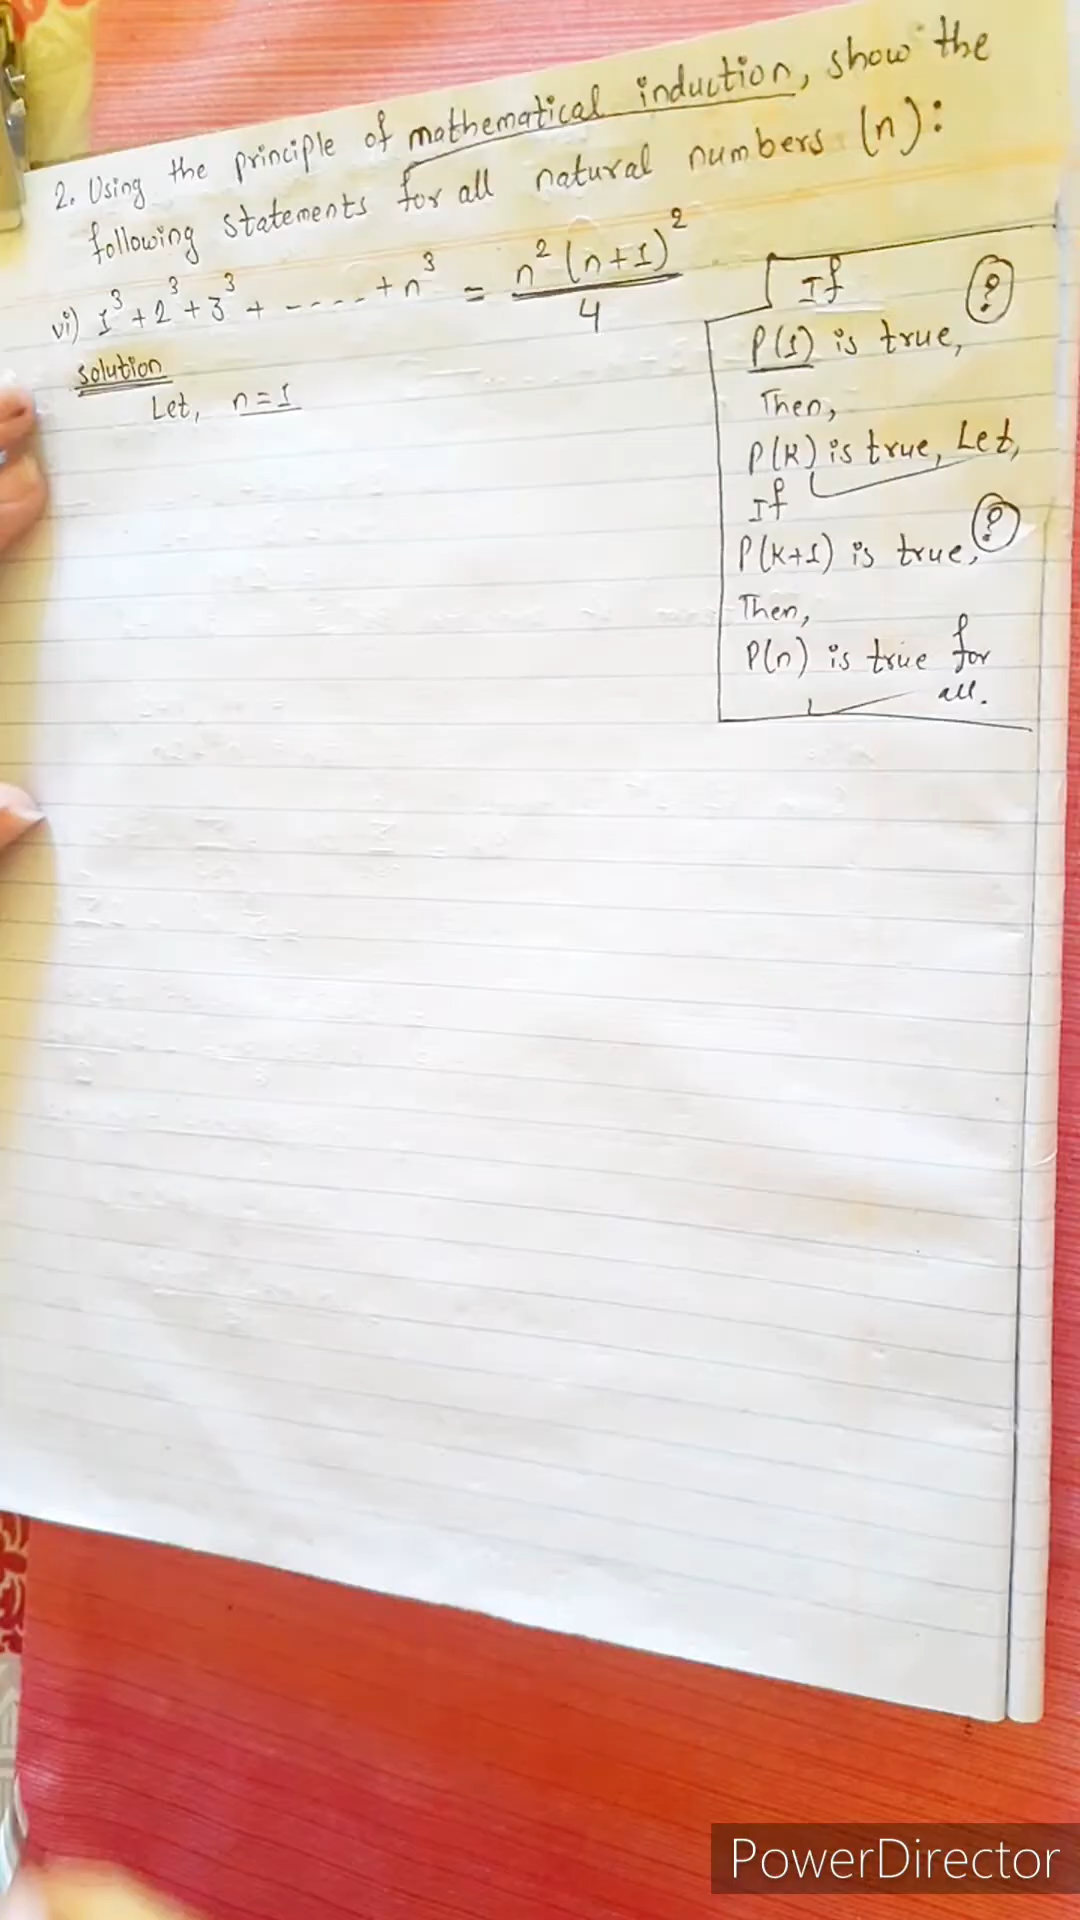 2. Using the principle of mathematical induction, show the
following statements for all natural numbers (n):
vi) 1³ + 2³ + 3³ + ----- + n³ = n² (n+1)² / 4
Solution
Let, n = 1
If
P(1) is true, ?
Then,
P(k) is true, Let,
If
P(k+1) is true, ?
Then,
P(n) is true for
all.
PowerDirector